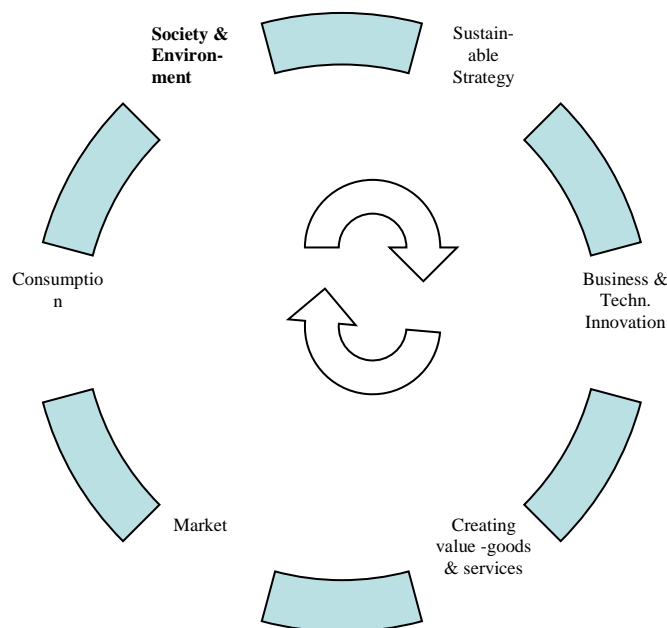 Society &
Environ-
ment
Sustain-
able
Strategy
Business &
Techn.
Innovation
Creating
value -goods
& services
Market
Consumptio
n